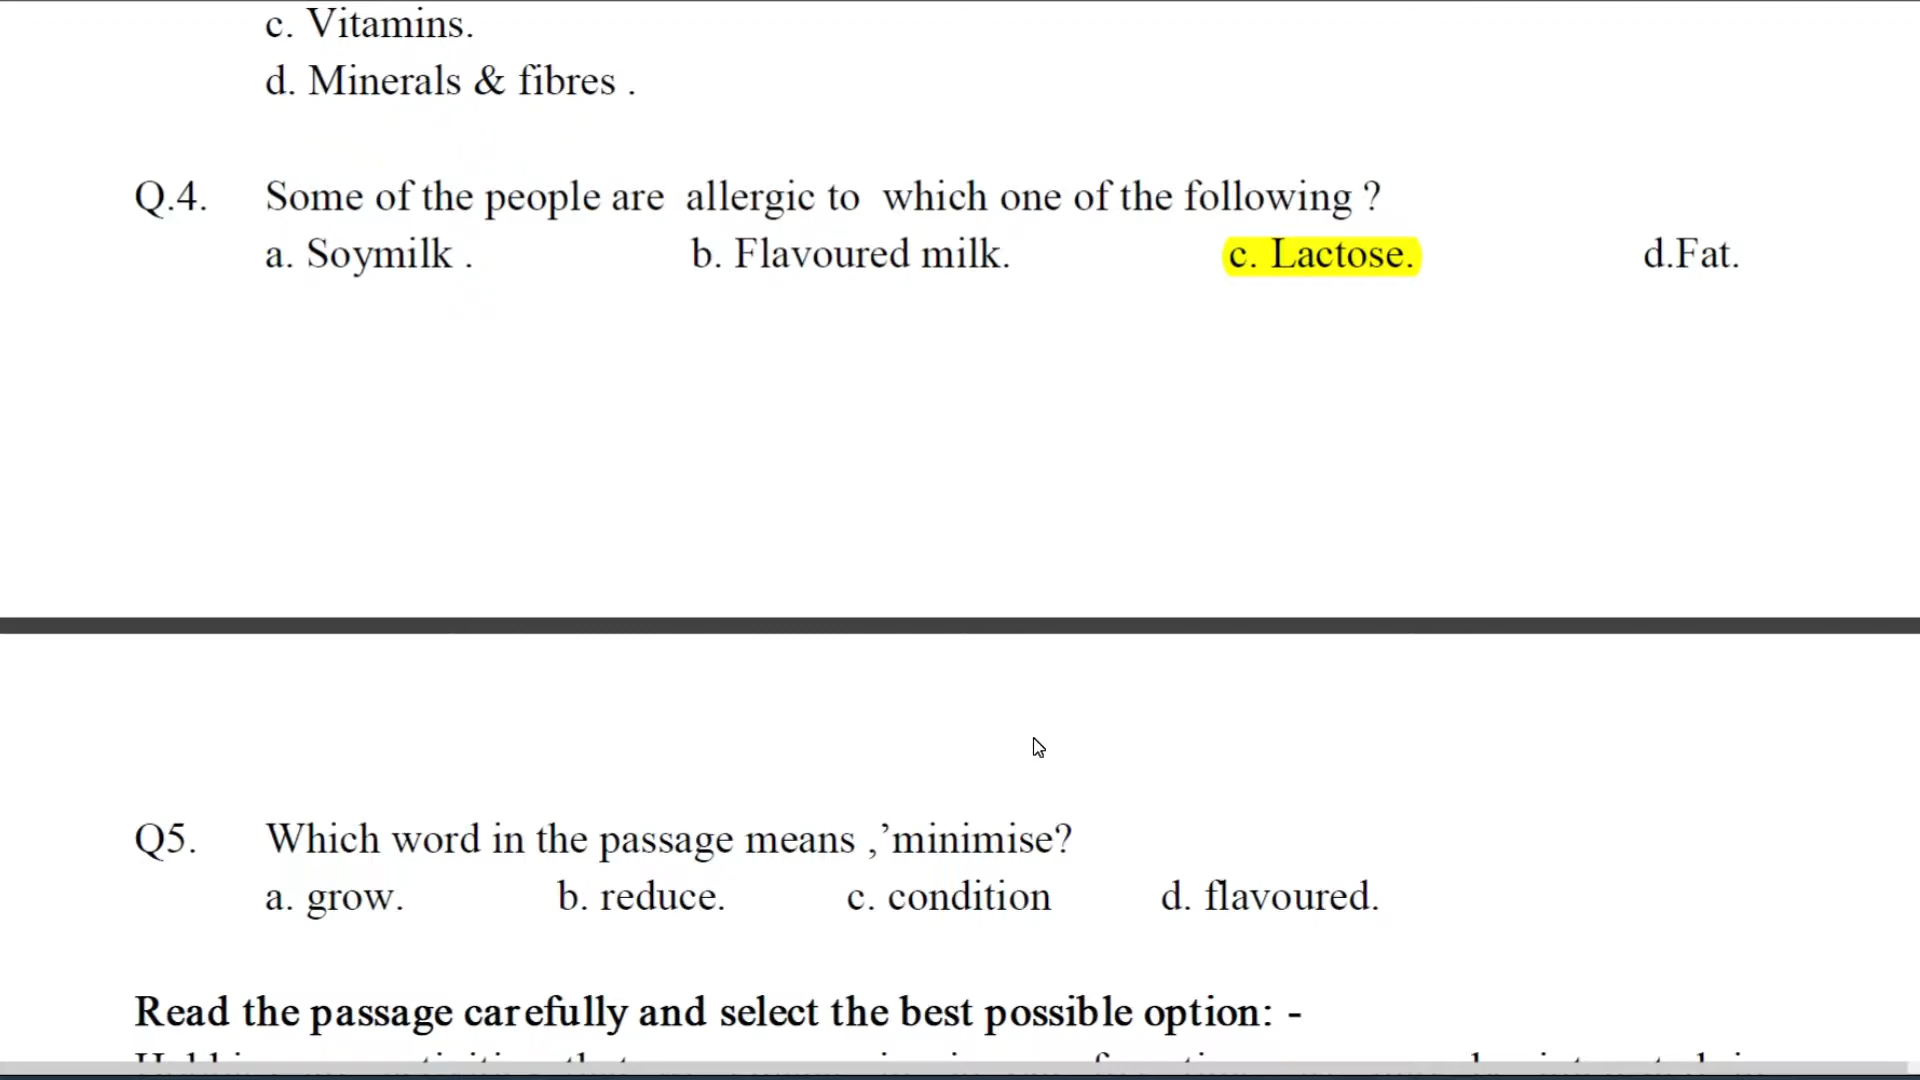 c. Vitamins.
d. Minerals & fibres .
Q.4. Some of the people are allergic to which one of the following ?
a. Soymilk . b. Flavoured milk. c. Lactose. d.Fat.
Q5. Which word in the passage means ,’minimise?
a. grow. b. reduce. c. condition d. flavoured.
Read the passage carefully and select the best possible option: -